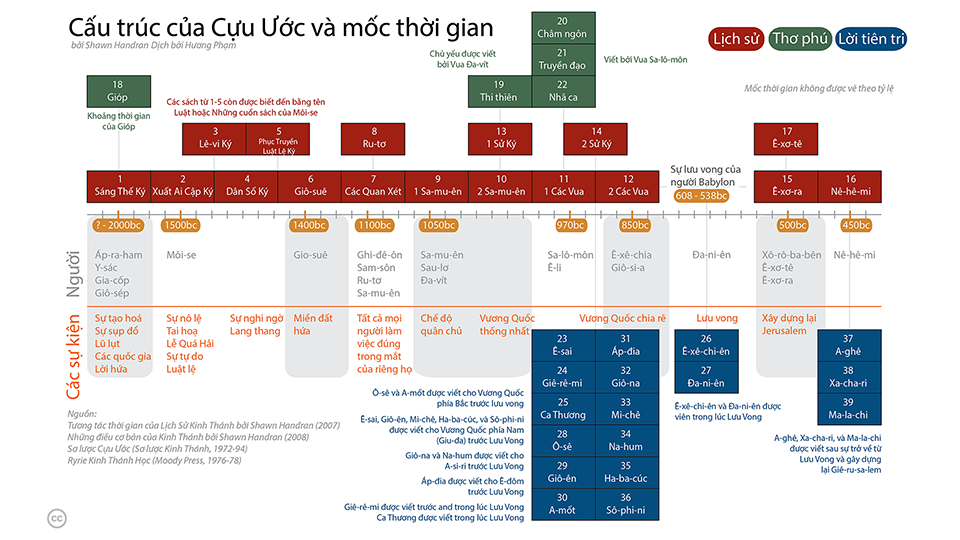 Cấu trúc của Cựu Ước và mốc thời gian
bởi Shawn Handran Dịch bởi Hương Phạm
Lịch sử
Thơ phú
Lời tiên tri
Mốc thời gian không được vẽ theo tỷ lệ
18
Gióp
Khoảng thời gian
của Gióp
Các sách từ 1-5 còn được biết đến bằng tên
Luật hoặc Những cuốn sách của Môi-se
Chủ yếu được viết
bởi Vua Đa-vít
20
Châm ngôn
21
Truyền đạo
22
Nhã ca
Viết bởi Vua Sa-lô-môn
19
Thi thiên
3
Lê-vi Ký
5
Phục Truyền
Luật Lệ Ký
8
Ru-tơ
13
1 Sử Ký
14
2 Sử Ký
17
Ê-xơ-tê
1
Sáng Thế Ký
2
Xuất Ai Cập Ký
4
Dân Số Ký
6
Giô-suê
7
Các Quan Xét
9
1 Sa-mu-ên
10
2 Sa-mu-ên
11
1 Các Vua
12
2 Các Vua
Sự lưu vong của
người Babylon
608 - 538bc
15
Ê-xơ-ra
16
Nê-hê-mi
? - 2000bc
1500bc
1400bc
1100bc
1050bc
970bc
850bc
500bc
450bc
Người
Áp-ra-ham
Y-sác
Gia-cốp
Giô-sép
Môi-se
Gio-suê
Ghi-đê-ôn
Sam-sôn
Ru-tơ
Sa-mu-ên
Sa-mu-ên
Sau-lơ
Đa-vít
Sa-lô-môn
Ê-li
Ê-xê-chia
Giô-si-a
Đa-ni-ên
Xô-rô-ba-bên
Ê-xơ-tê
Ê-xơ-ra
Nê-hê-mi
Các sự kiện
Sự tạo hoá
Sự sụp đổ
Lũ lụt
Các quốc gia
Lời hứa
Sự nô lệ
Tai hoạ
Lễ Quá Hải
Sự tự do
Luật lệ
Sự nghi ngờ
Lang thang
Miền đất
hứa
Tất cả mọi
người làm
việc đúng
trong mắt
của riêng họ
Chế độ
quân chủ
Vương Quốc
thống nhất
Vương Quốc chia rẽ
Lưu vong
Xây dựng lại
Jerusalem
23
Ê-sai
24
Giê-rê-mi
25
Ca Thương
28
Ô-sê
29
Giô-ên
30
A-mốt
31
Áp-đia
32
Giô-na
33
Mi-chê
34
Na-hum
35
Ha-ba-cúc
36
Sô-phi-ni
26
Ê-xê-chi-ên
27
Đa-ni-ên
37
A-ghê
38
Xa-cha-ri
39
Ma-la-chi
Ô-sê và A-mốt được viết cho Vương Quốc
phía Bắc trước lưu vong
Ê-sai, Giô-ên, Mi-chê, Ha-ba-cúc, và Sô-phi-ni
được viết cho Vương Quốc phía Nam
(Giu-đa) trước Lưu Vong
Giô-na và Na-hum được viết cho
A-si-ri trước Lưu Vong
Áp-đia được viết cho Ê-đôm
trước Lưu Vong
Giê-rê-mi được viết trước and trong lúc Lưu Vong
Ca Thương được viết trong lúc Lưu Vong
Ê-xê-chi-ên và Đa-ni-ên được
viên trong lúc Lưu Vong
A-ghê, Xa-cha-ri, và Ma-la-chi
được viết sau sự trở về từ
Lưu Vong và gây dựng
lại Giê-ru-sa-lem
Nguồn:
Tương tác thời gian của Lịch Sử Kinh Thánh bởi Shawn Handran (2007)
Những điều cơ bản của Kinh Thánh bởi Shawn Handran (2008)
Sơ lược Cựu Ước (Sơ lược Kinh Thánh, 1972-94)
Ryrie Kinh Thánh Học (Moody Press, 1976-78)
cc